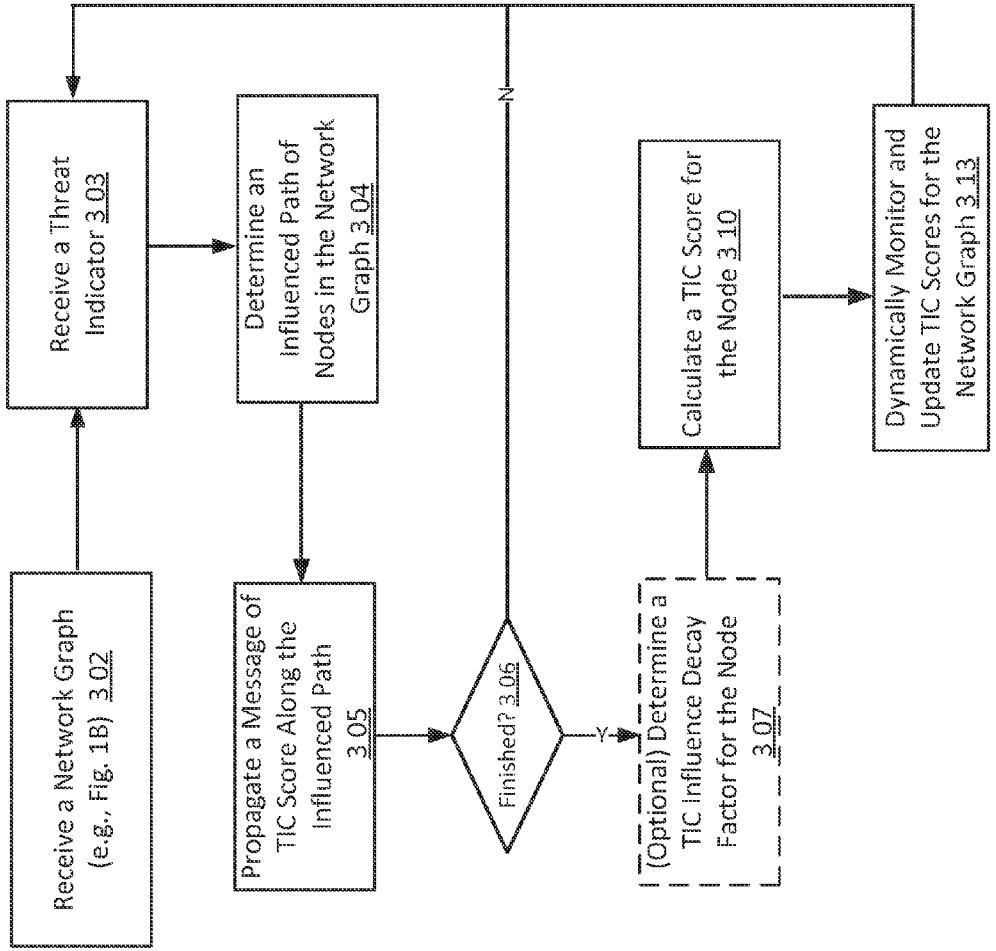 Receive a Network Graph
(e.g., Fig. 1B) 3.02
Receive a Threat
Indicator 3.03
Determine an
Influenced Path of
Nodes in the Network
Graph 3.04
Propagate a Message of
TIC Score Along the
Influenced Path
3.05
Finished? 3.06
N
Y
(Optional) Determine a
TIC Influence Decay
Factor for the Node
3.07
Calculate a TIC Score for
the Node 3.10
Dynamically Monitor and
Update TIC Scores for the
Network Graph 3.13